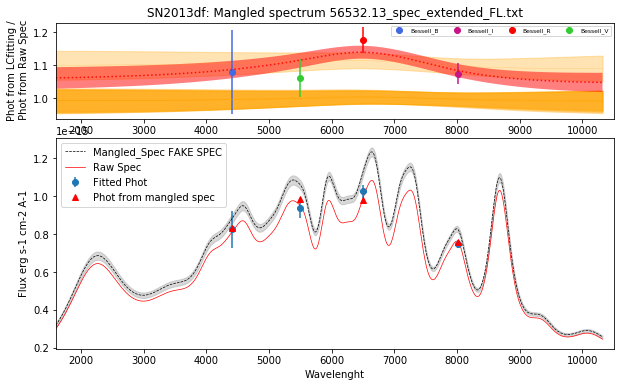 SN2013df: Mangled spectrum 56532.13_spec_extended_FL.txt
Phot from LCfitting /
Phot from Raw Spec
1.2
1.1
1.0
Bessell_B
Bessell_I
Bessell_R
Bessell_V
2000 3000 4000 5000 6000 7000 8000 9000 10000
Flux erg s-1 cm-2 A-1
1.2
1.0
0.8
0.6
0.4
0.2
Mangled_Spec FAKE SPEC
Raw Spec
Fitted Phot
Phot from mangled spec
2000 3000 4000 5000 6000 7000 8000 9000 10000
Wavelenght